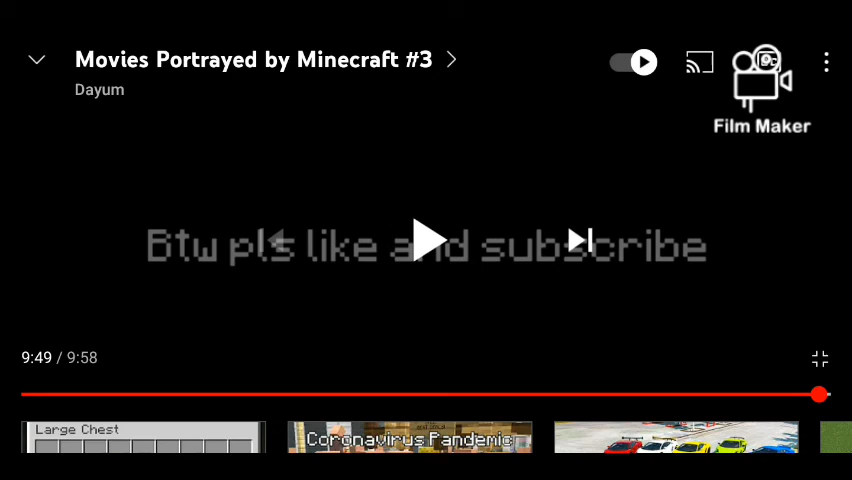 Movies Portrayed by Minecraft #3
Dayum
Film Maker
Btw pls like and subscribe
9:49 / 9:58
Large Chest
Coronavirus Pandemic